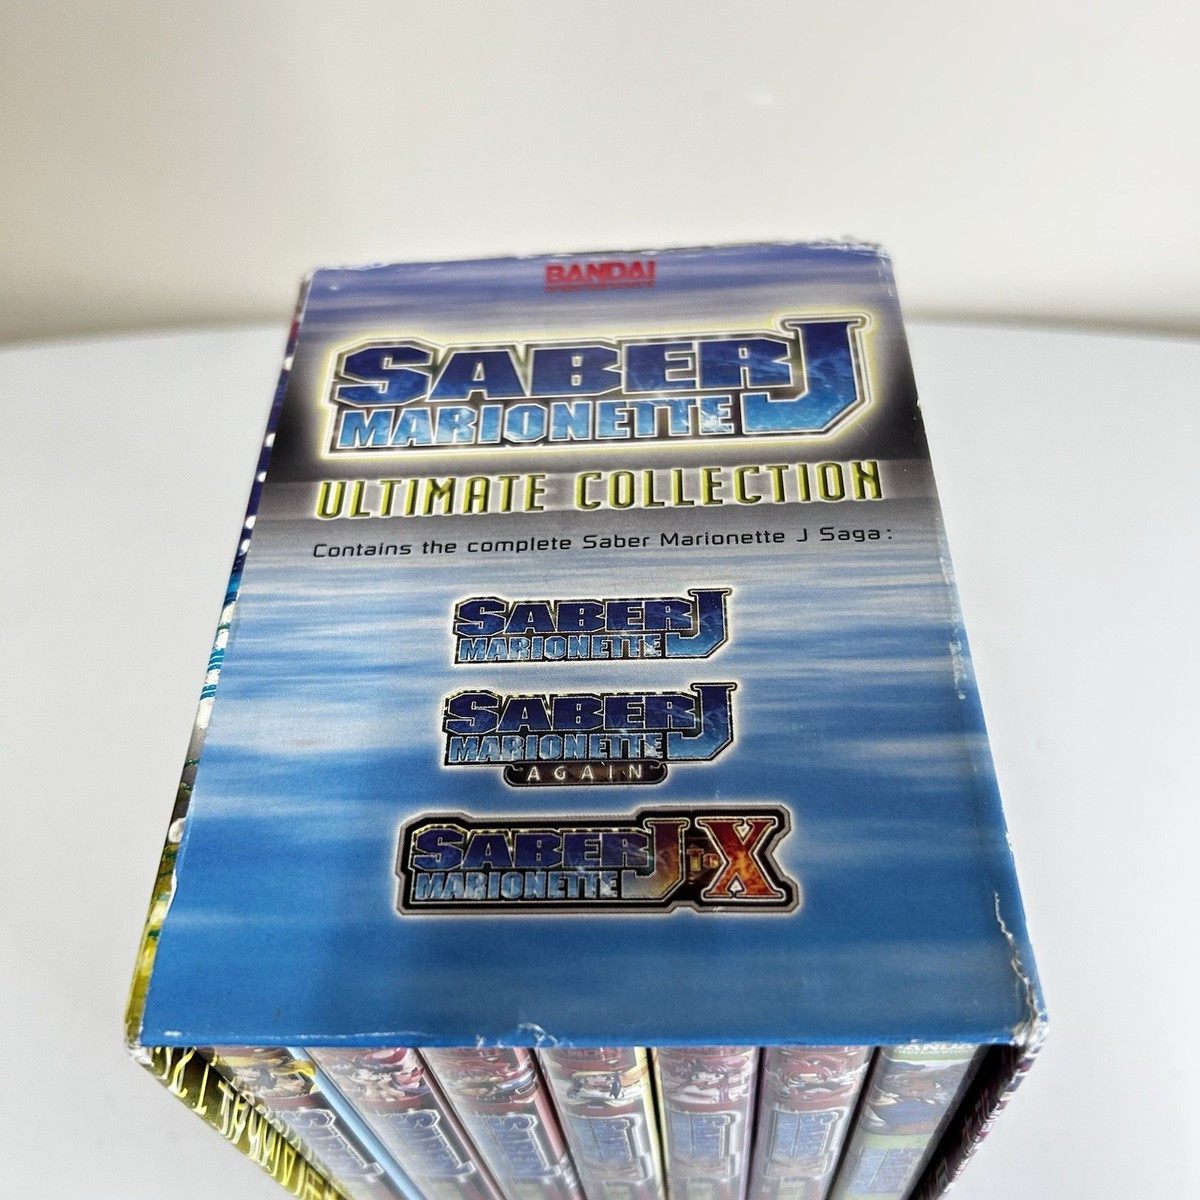 BANDAI
SABER J
MARIONETTE
ULTIMATE COLLECTION
Contains the complete Saber Marionette J Saga:
SABER J
MARIONETTE
SABER J
MARIONETTE
AGAIN
SABER J To X
MARIONETTE